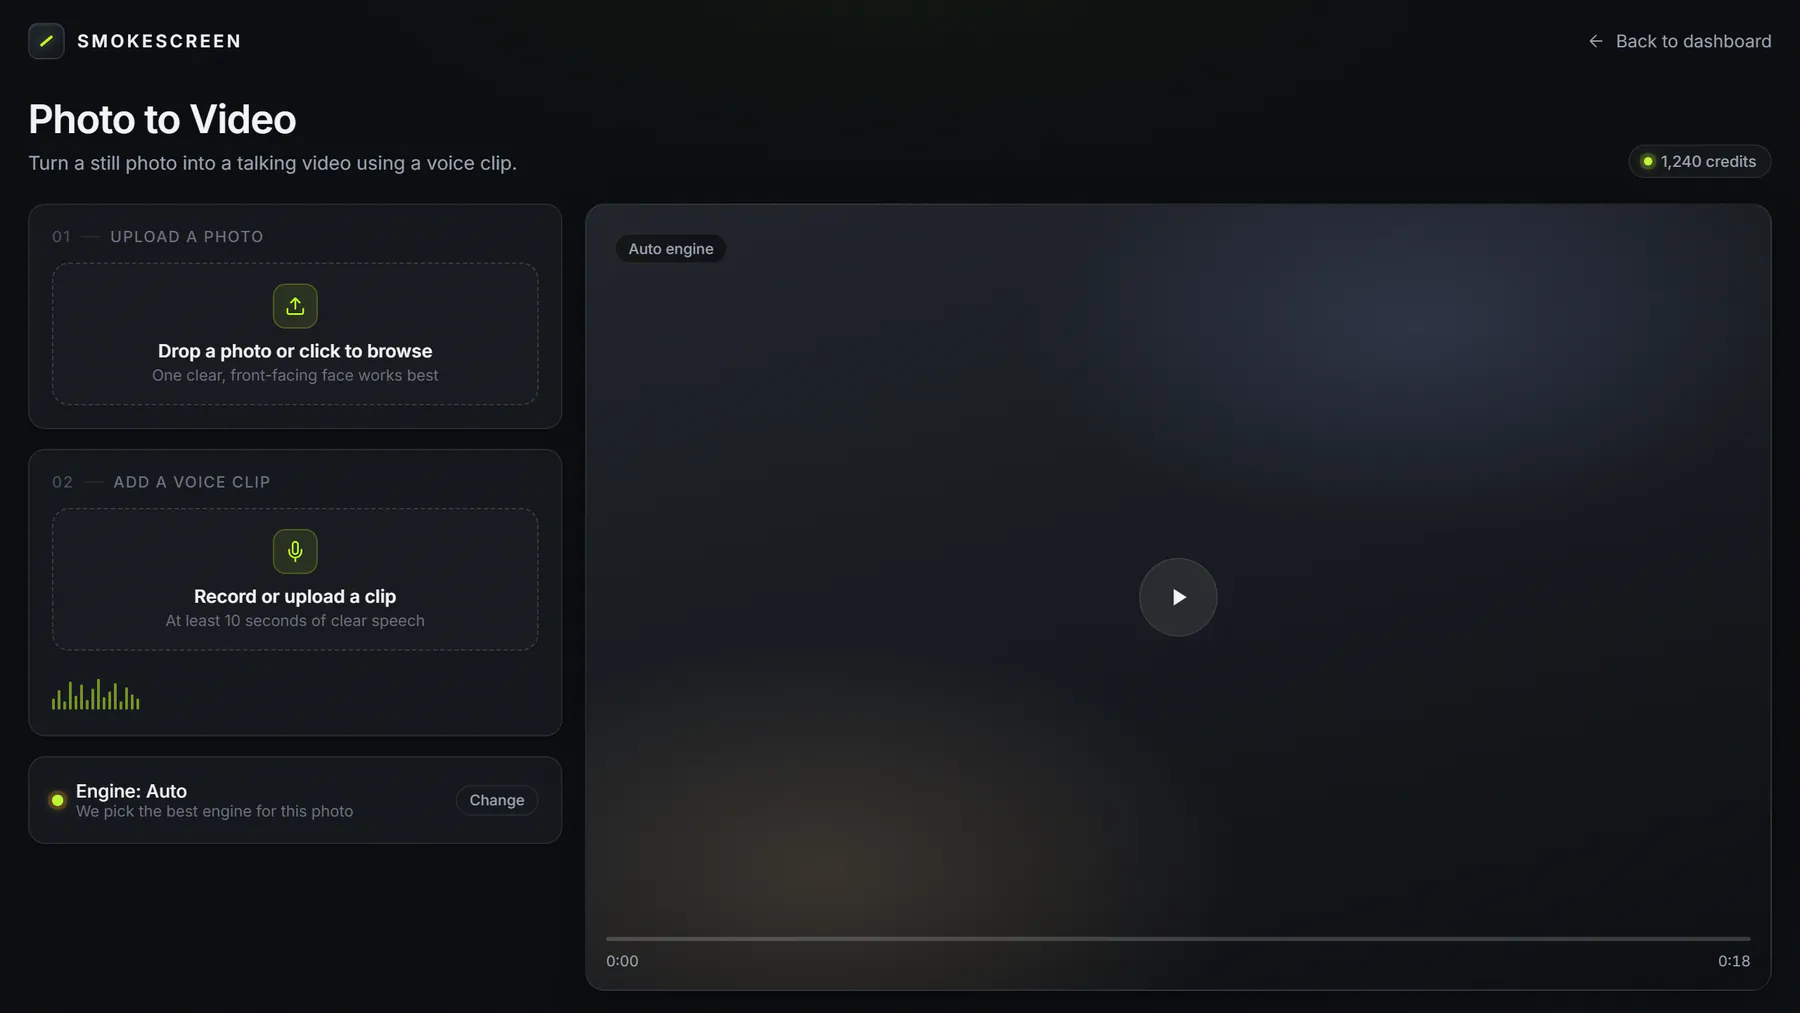 SMOKESCREEN
Back to dashboard
Photo to Video
Turn a still photo into a talking video using a voice clip.
1,240 credits
01 — UPLOAD A PHOTO
Drop a photo or click to browse
One clear, front-facing face works best
02 — ADD A VOICE CLIP
Record or upload a clip
At least 10 seconds of clear speech
Engine: Auto
We pick the best engine for this photo
Change
Auto engine
0:00
0:18